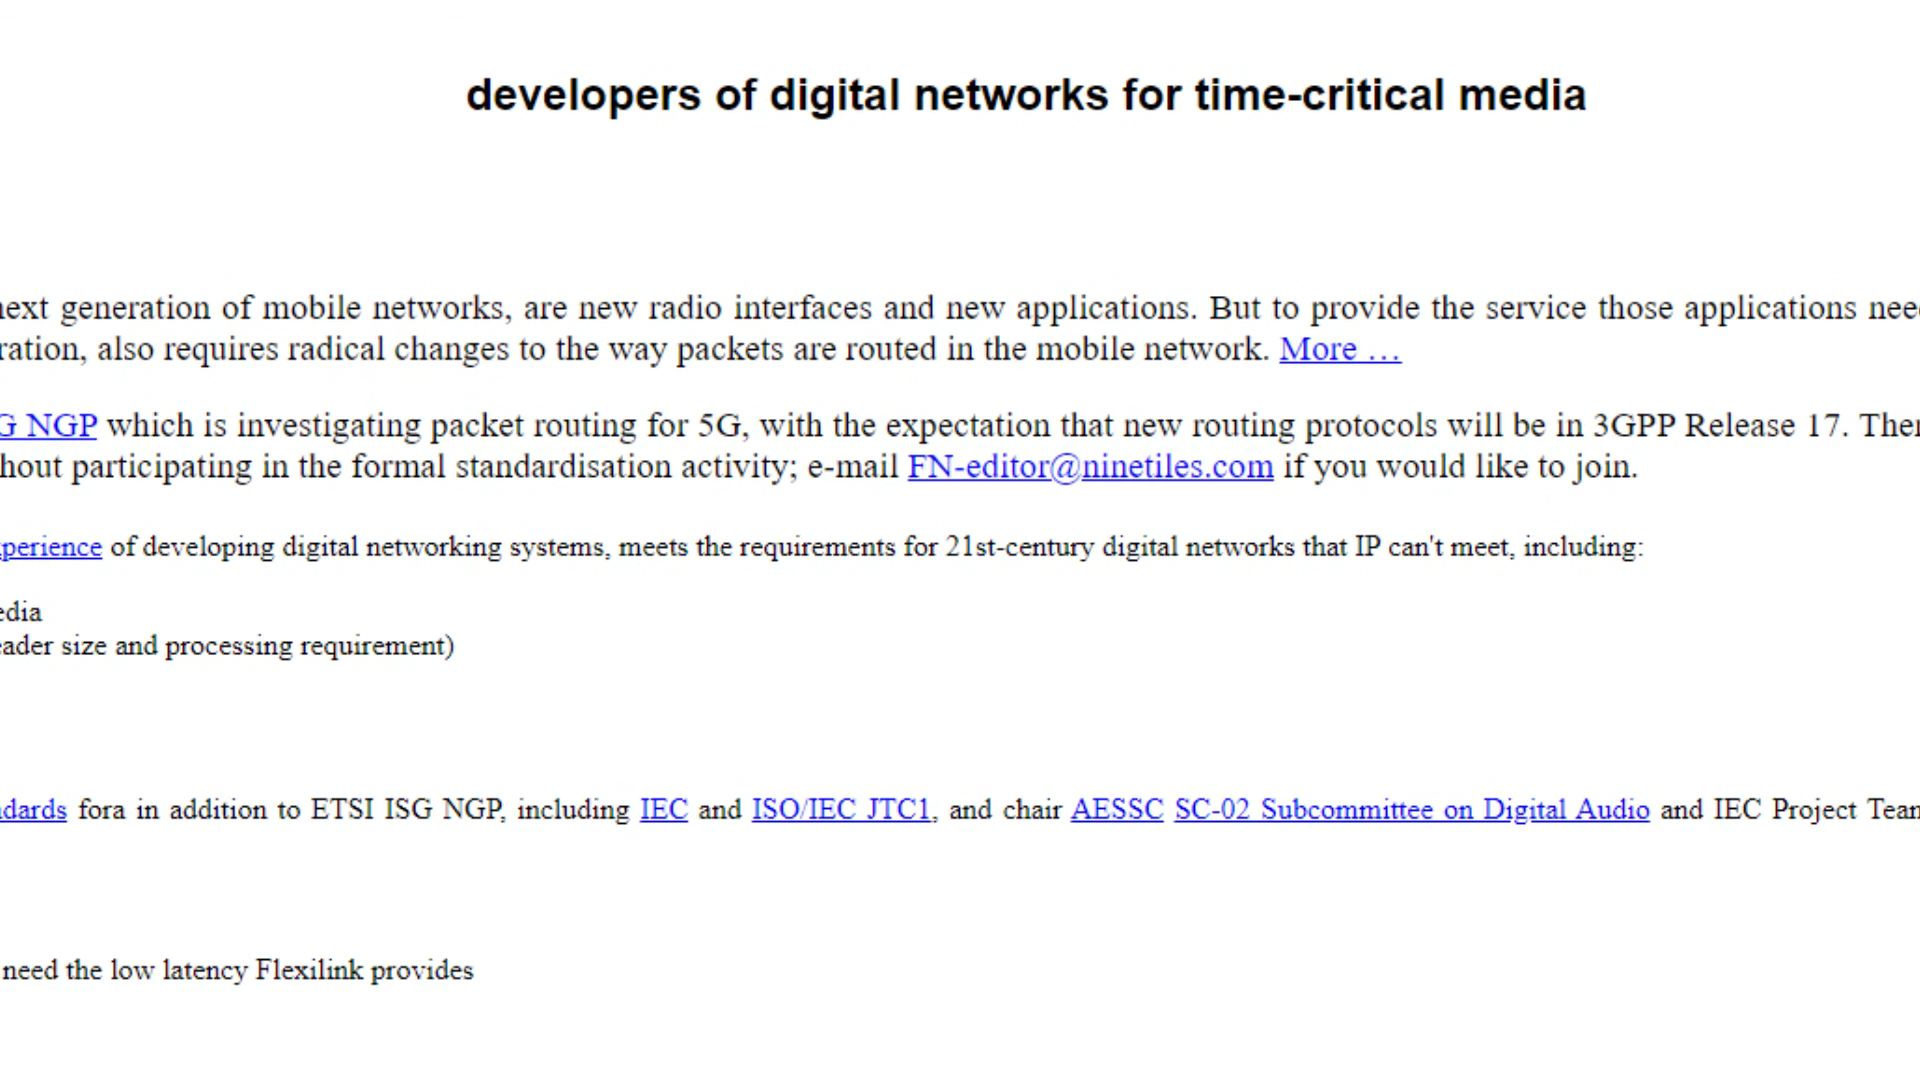 developers of digital networks for time-critical media
next generation of mobile networks, are new radio interfaces and new applications. But to provide the service those applications
ration, also requires radical changes to the way packets are routed in the mobile network. More …
G NGP which is investigating packet routing for 5G, with the expectation that new routing protocols will be in 3GPP Release 17.
hout participating in the formal standardisation activity; e-mail FN-editor@ninetiles.com if you would like to join.
perience of developing digital networking systems, meets the requirements for 21st-century digital networks that IP can't meet, including:
edia
eader size and processing requirement)
dards fora in addition to ETSI ISG NGP, including IEC and ISO/IEC JTC1, and chair AESSC SC-02 Subcommittee on Digital Audio and IEC Project
need the low latency Flexilink provides